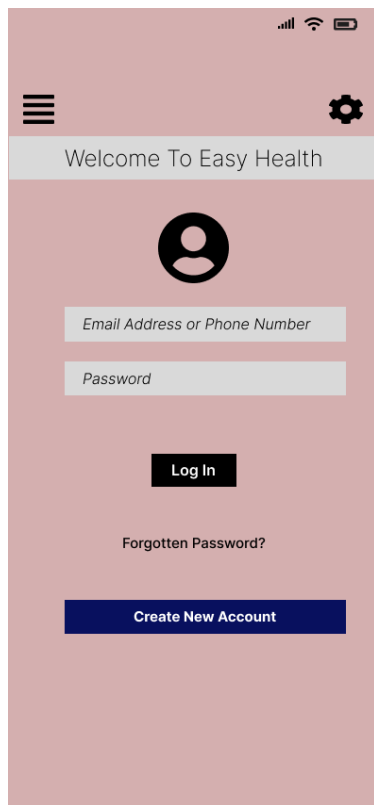 Welcome To Easy Health
Email Address or Phone Number
Password
Log In
Forgotten Password?
Create New Account